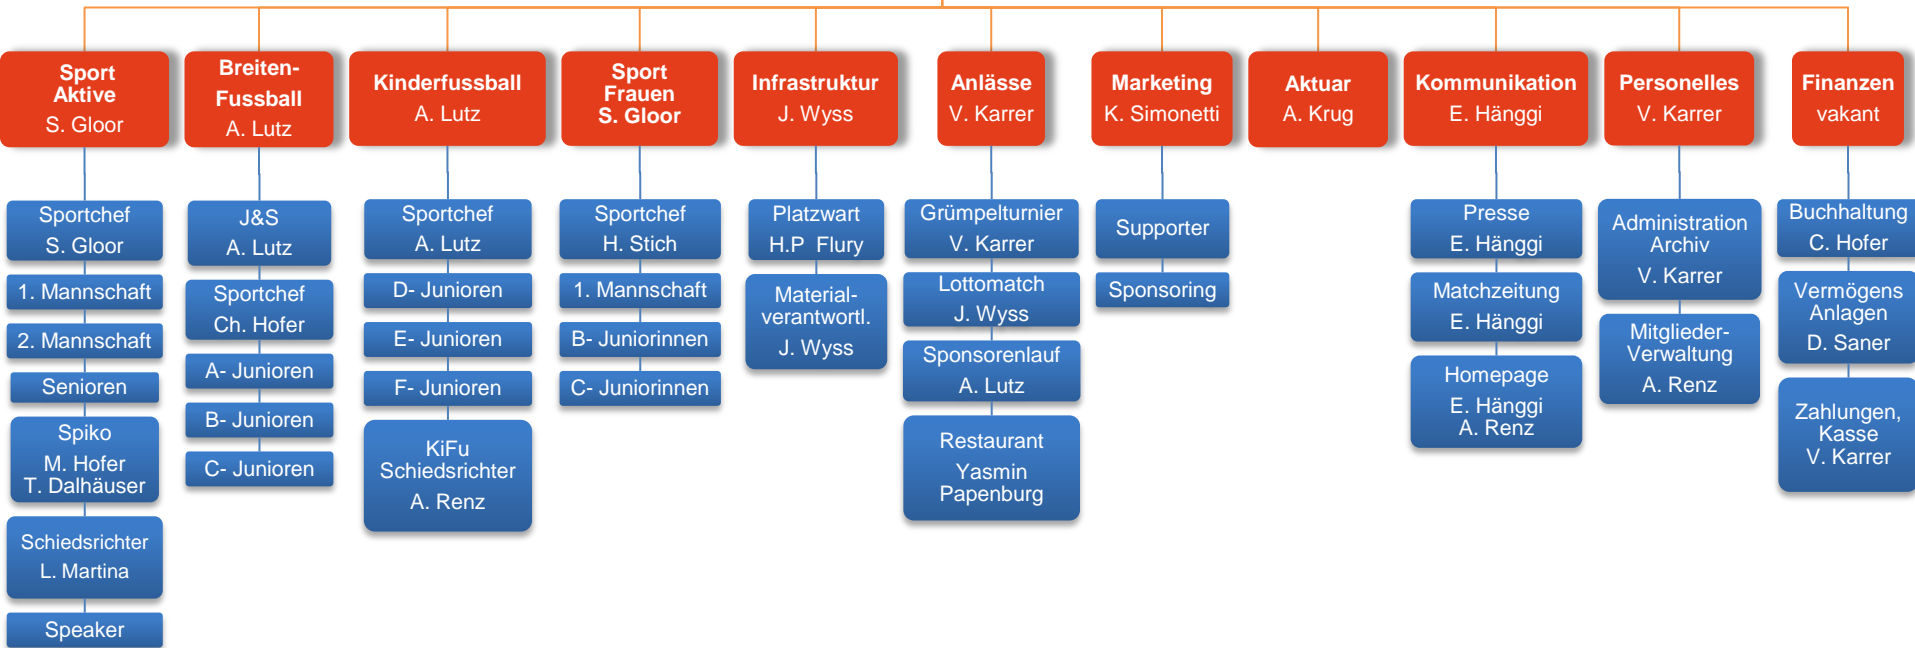 Sport
Aktive
S. Gloor
Breiten-
Fussball
A. Lutz
Kinderfussball
A. Lutz
Sport
Frauen
S. Gloor
Infrastruktur
J. Wyss
Anlässe
V. Karrer
Marketing
K. Simonetti
Aktuar
A. Krug
Kommunikation
E. Hänggi
Personelles
V. Karrer
Finanzen
vakant
Sportchef
S. Gloor
1. Mannschaft
2. Mannschaft
Senioren
Spiko
M. Hofer
T. Dalhäuser
Schiedsrichter
L. Martina
Speaker
J&S
A. Lutz
Sportchef
Ch. Hofer
A- Junioren
B- Junioren
C- Junioren
Sportchef
A. Lutz
D- Junioren
E- Junioren
F- Junioren
KiFu
Schiedsrichter
A. Renz
Sportchef
H. Stich
1. Mannschaft
B- Juniorinnen
C- Juniorinnen
Platzwart
H.P Flury
Material-
verantwortl.
J. Wyss
Grümpelturnier
V. Karrer
Lottomatch
J. Wyss
Sponsorenlauf
A. Lutz
Restaurant
Yasmin
Papenburg
Supporter
Sponsoring
Presse
E. Hänggi
Matchzeitung
E. Hänggi
Homepage
E. Hänggi
A. Renz
Administration
Archiv
V. Karrer
Mitglieder-
Verwaltung
A. Renz
Buchhaltung
C. Hofer
Vermögens
Anlagen
D. Saner
Zahlungen,
Kasse
V. Karrer